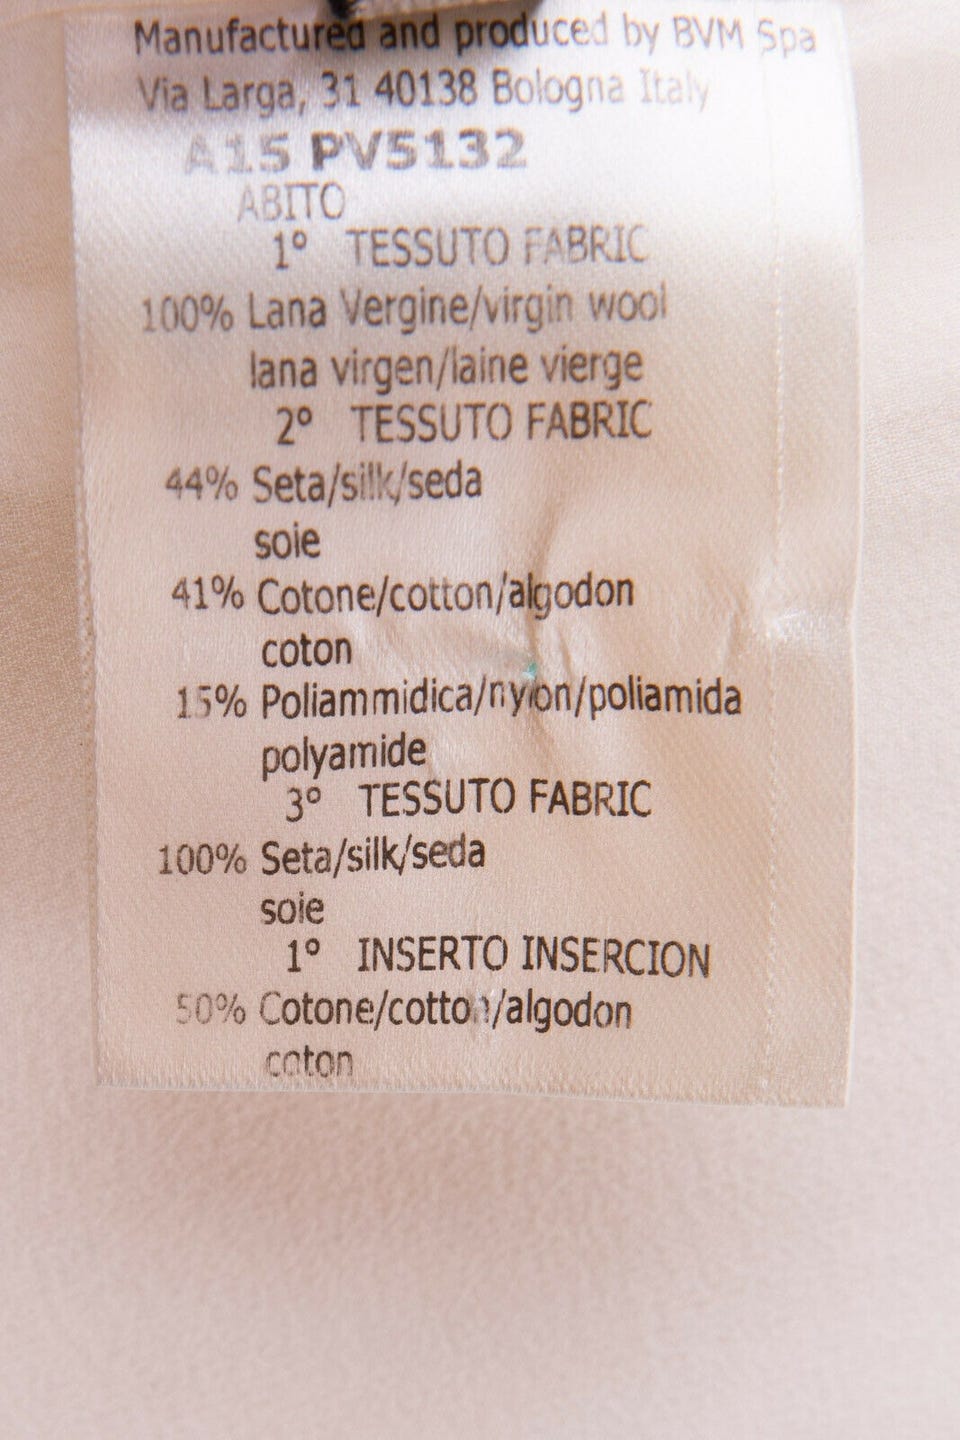 Manufactured and produced by BVM Spa
Via Larga, 31 40138 Bologna Italy
A15 PV5132
ABITO
1° TESSUTO FABRIC
100% Lana Vergine/virgin wool
lana virgen/laine vierge
2° TESSUTO FABRIC
44% Seta/silk/seda
soie
41% Cotone/cotton/algodon
coton
15% Poliammidica/nylon/poliamida
polyamide
3° TESSUTO FABRIC
100% Seta/silk/seda
soie
1° INSERTO INSERCION
50% Cotone/cotton/algodon
coton